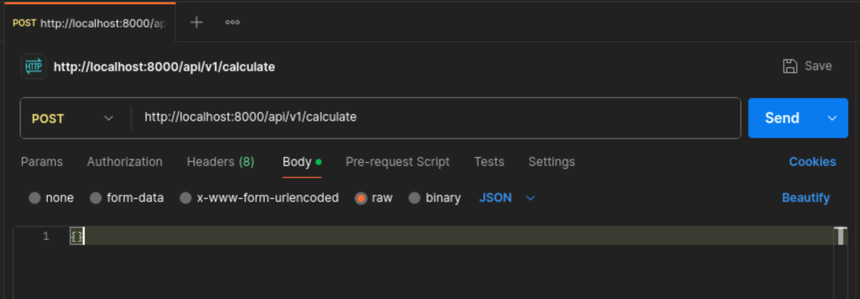 POST http://localhost:8000/ap
HTTP http://localhost:8000/api/v1/calculate Save
POST http://localhost:8000/api/v1/calculate Send
Params Authorization Headers (8) Body Pre-request Script Tests Settings Cookies
none form-data x-www-form-urlencoded raw binary JSON Beautify
1 {}